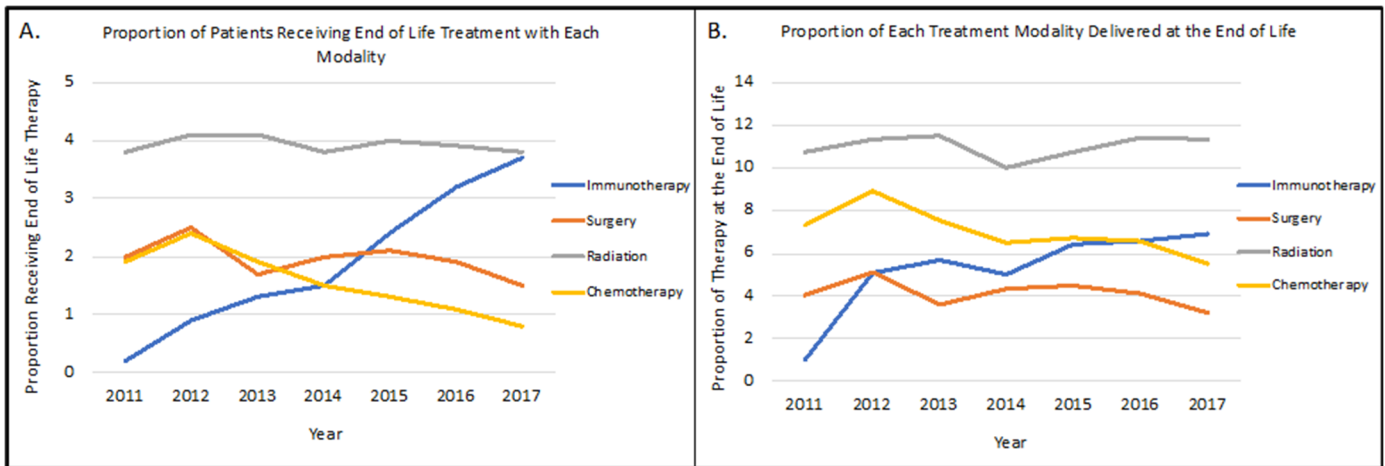 A.
Proportion of Patients Receiving End of Life Treatment with Each
Modality
Proportion Receiving End of Life Therapy
5
4
3
2
1
0
2011 2012 2013 2014 2015 2016 2017
Year
Immunotherapy
Surgery
Radiation
Chemotherapy
B.
Proportion of Each Treatment Modality Delivered at the End of Life
Proportion of Therapy at the End of Life
14
12
10
8
6
4
2
0
2011 2012 2013 2014 2015 2016 2017
Year
Immunotherapy
Surgery
Radiation
Chemotherapy